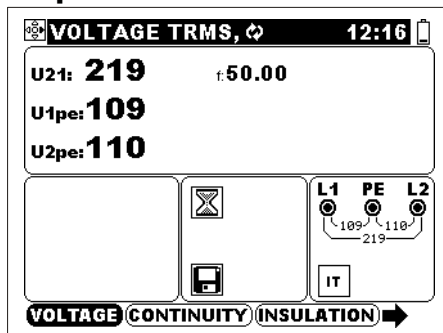 VOLTAGE TRMS, 12:16
U21: 219 f:50.00
U1pe:109
U2pe:110
L1 PE L2
109 110
219
IT
VOLTAGE CONTINUITY INSULATION